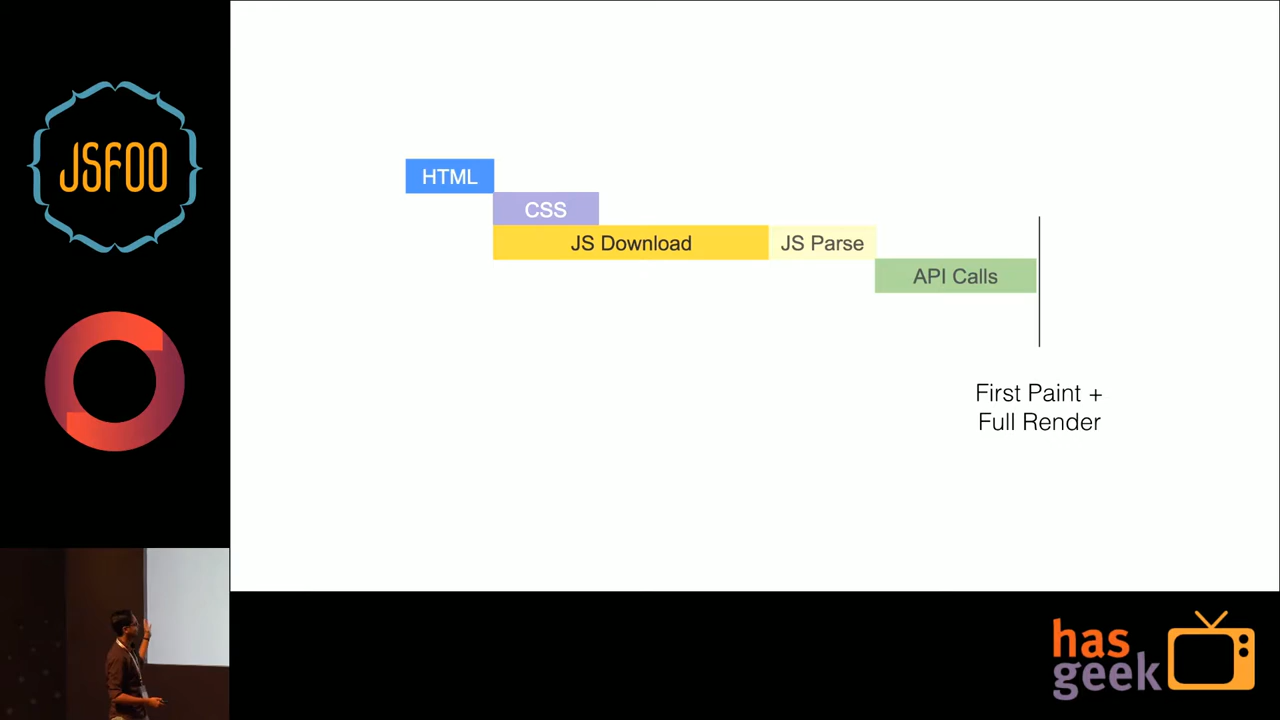 JSFOO
HTML
CSS
JS Download
JS Parse
API Calls
First Paint +
Full Render
has
geek